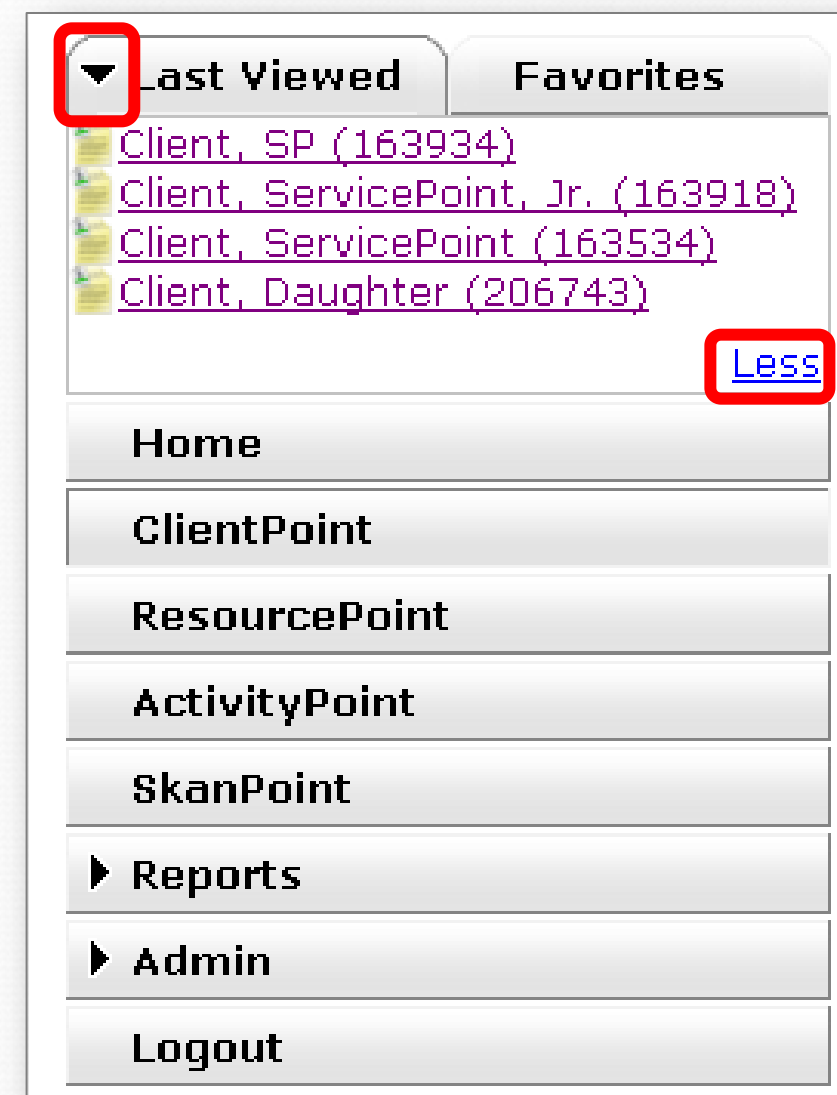 Last Viewed Favorites
Client, SP (163934)
Client, ServicePoint, Jr. (163918)
Client, ServicePoint (163534)
Client, Daughter (206743)
Less
Home
ClientPoint
ResourcePoint
ActivityPoint
SkanPoint
Reports
Admin
Logout